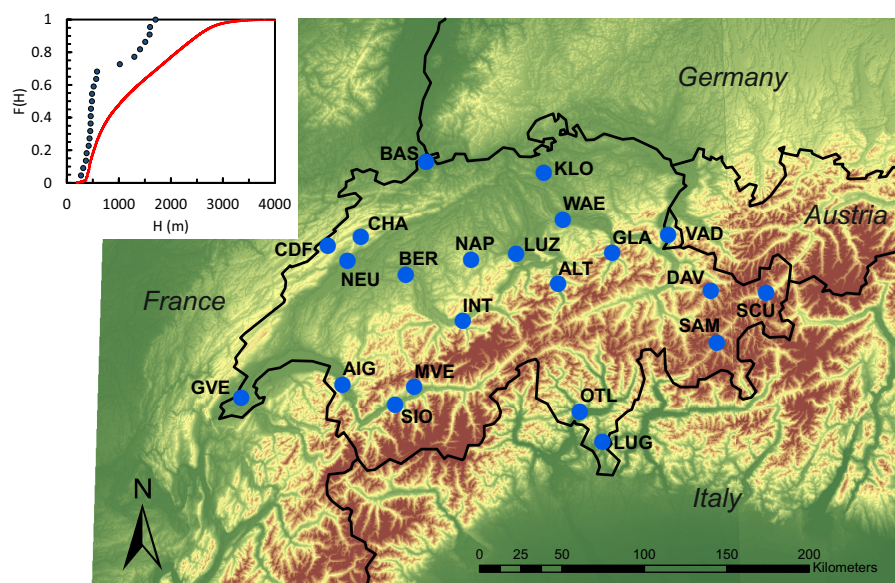 1
0.8
0.6
0.4
0.2
0
F(H)
0 1000 2000 3000 4000
H (m)
Germany
BAS
KLO
WAE
Austria
CHA
VAD
CDF
GLA
NAP
LUZ
BER
NEU
ALT
DAV
France
SCU
INT
SAM
AIG
MVE
GVE
OTL
SIO
LUG
Italy
N
0 25 50 100 150 200
Kilometers